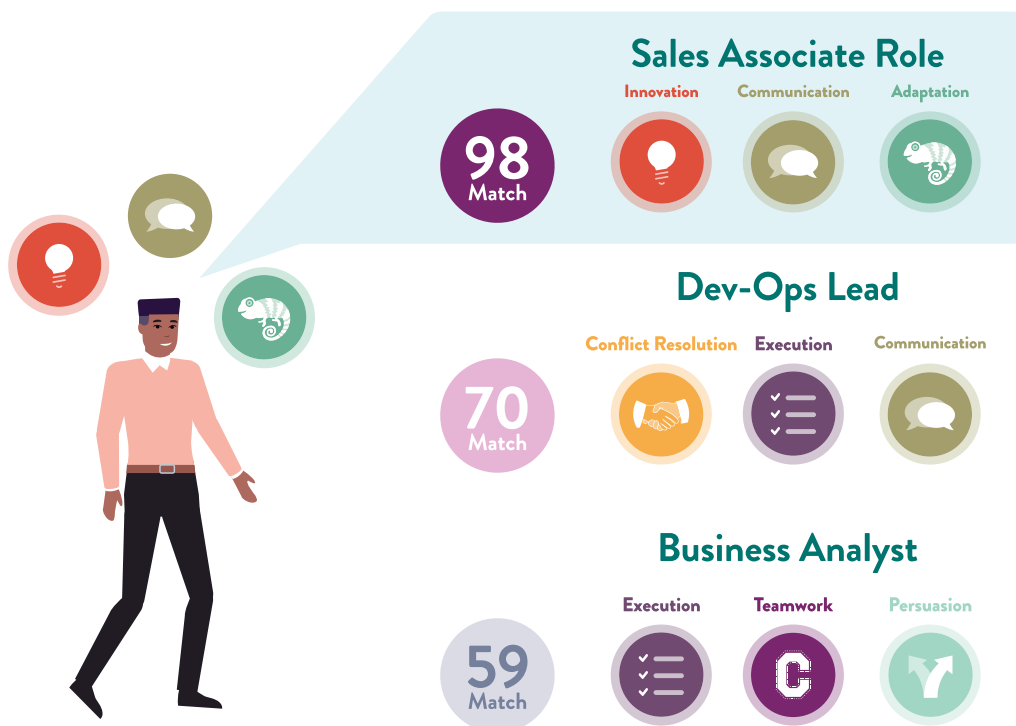 Sales Associate Role
Innovation Communication Adaptation
98
Match
Dev-Ops Lead
Conflict Resolution Execution Communication
70
Match
Business Analyst
Execution Teamwork Persuasion
59
Match
C